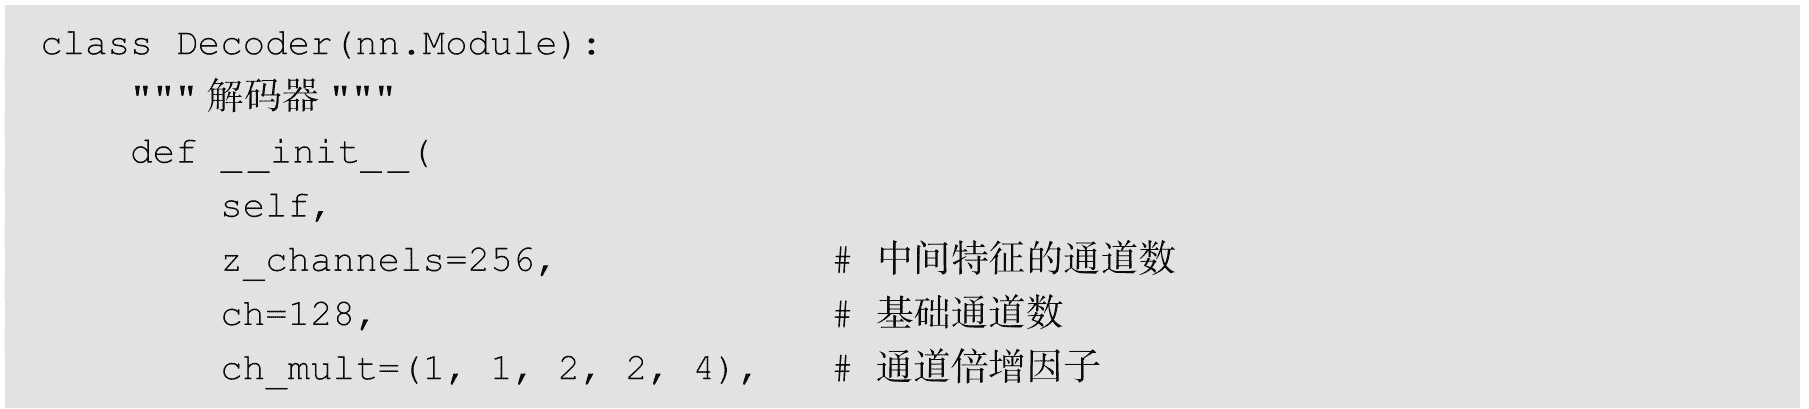 class Decoder(nn.Module):
    """ 解码器 """
    def __init__(
        self,
        z_channels=256,            # 中间特征的通道数
        ch=128,                    # 基础通道数
        ch_mult=(1, 1, 2, 2, 4),   # 通道倍增因子